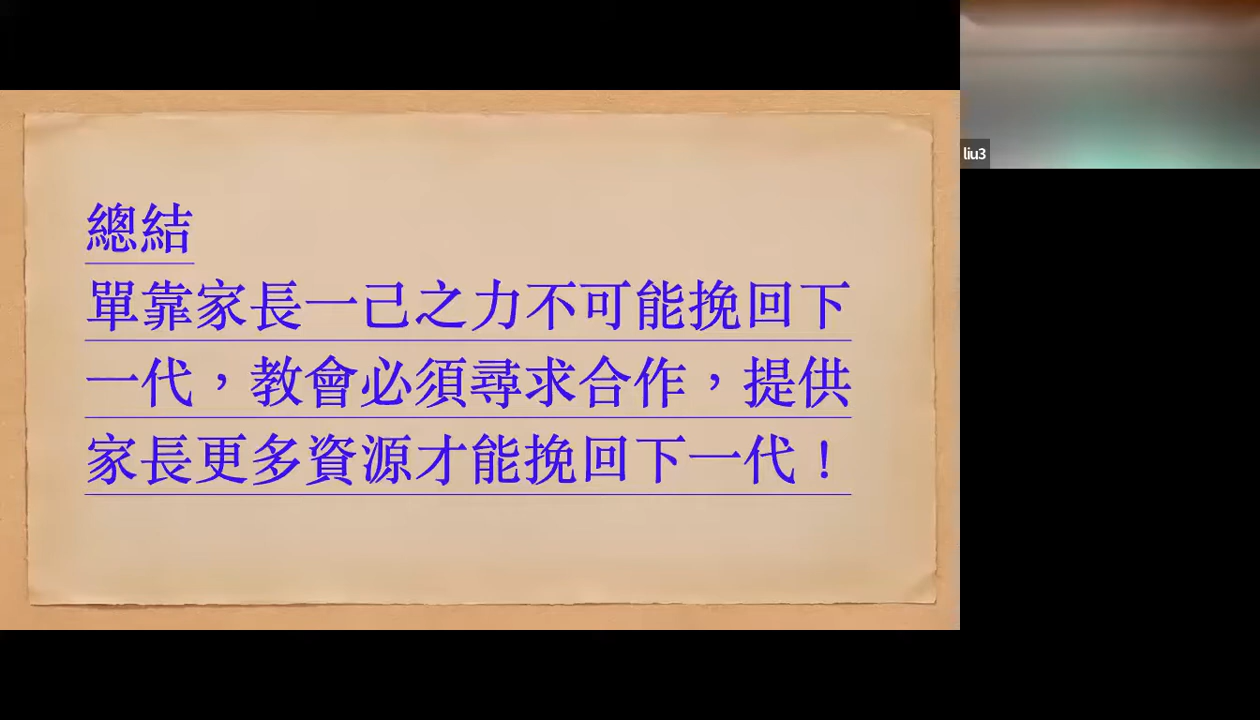 總結
單靠家長一己之力不可能挽回下
一代，教會必須尋求合作，提供
家長更多資源才能挽回下一代！
liu3